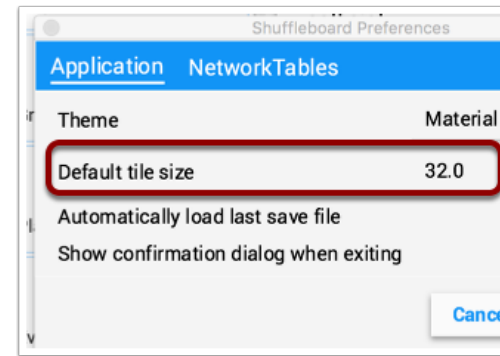 Shuffleboard Preferences
Application NetworkTables
Theme Material
Default tile size 32.0
Automatically load last save file
Show confirmation dialog when exiting
Cance